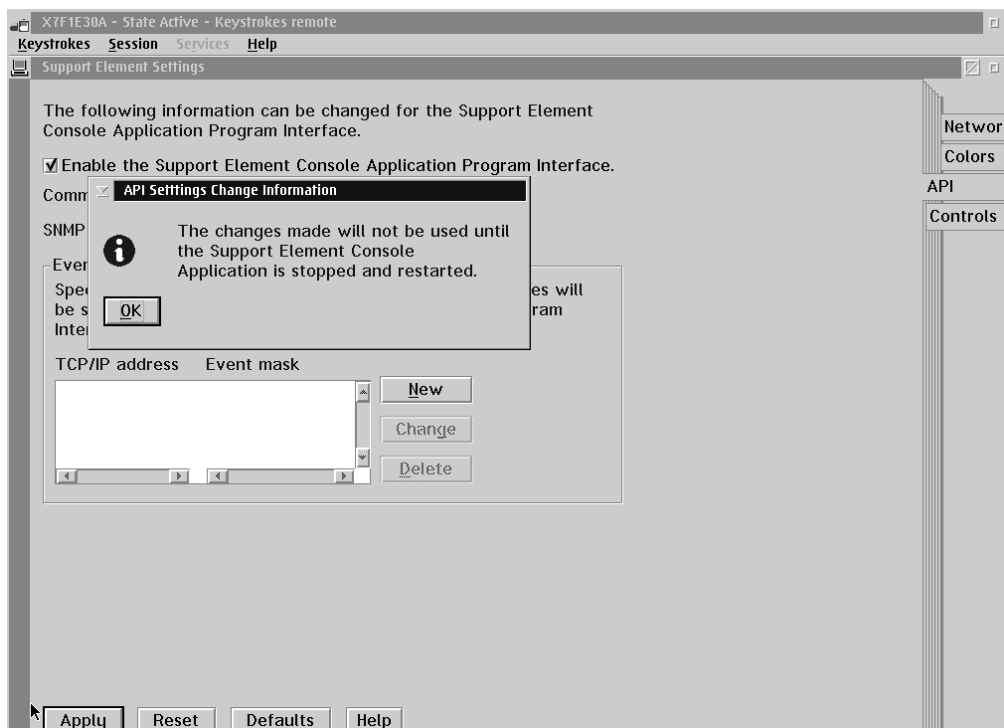 X7F1E30A - State Active - Keystrokes remote
Keystrokes Session Services Help
Support Element Settings
The following information can be changed for the Support Element
Console Application Program Interface.
Enable the Support Element Console Application Program Interface.
Comm
SNMP
API Setttings Change Information
The changes made will not be used until
the Support Element Console
Application is stopped and restarted.
OK
Ever
Spe
be s
Inte
es will
ram
TCP/IP address Event mask
New
Change
Delete
Networ
Colors
API
Controls
Apply Reset Defaults Help